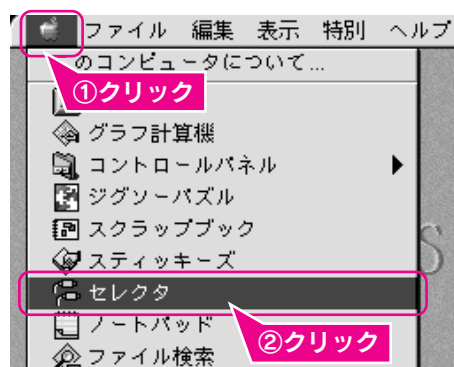 ファイル 編集 表示 特別 ヘルプ
のコンピュータについて...
①クリック
グラフ計算機
コントロールパネル
ジグソーパズル
スクラップブック
スティッキーズ
セレクタ
ノートパッド
②クリック
ファイル検索
S